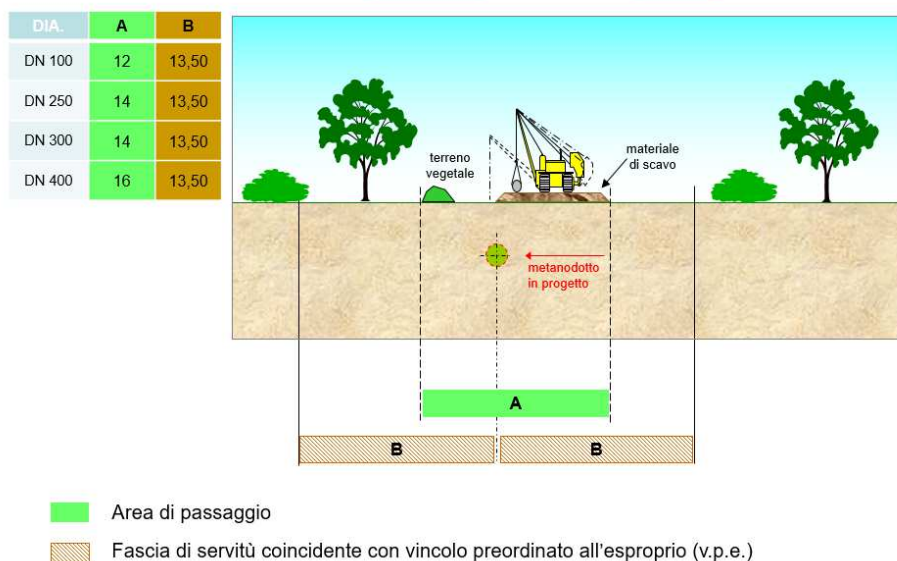 DIA. A B
DN 100 12 13,50
DN 250 14 13,50
DN 300 14 13,50
DN 400 16 13,50
terreno
vegetale
materiale
di scavo
metanodotto
in progetto
A
B B
Area di passaggio
Fascia di servitù coincidente con vincolo preordinato all'esproprio (v.p.e.)